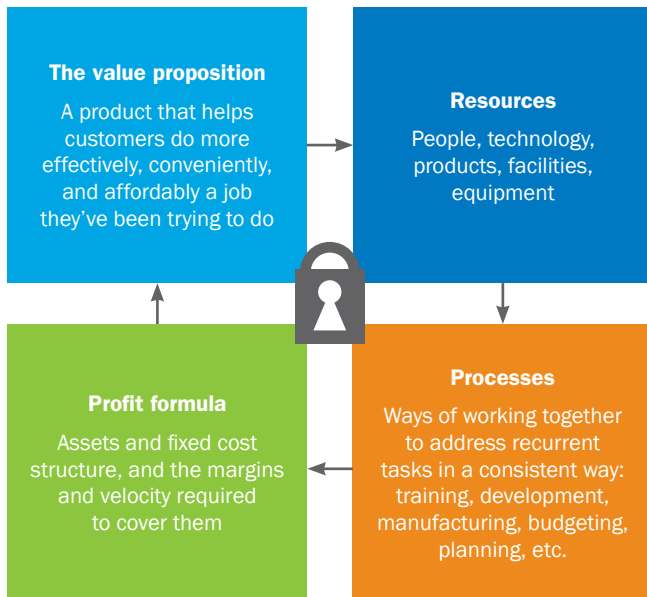 The value proposition
A product that helps
customers do more
effectively, conveniently,
and affordably a job
they’ve been trying to do
Resources
People, technology,
products, facilities,
equipment
Profit formula
Assets and fixed cost
structure, and the margins
and velocity required
to cover them
Processes
Ways of working together
to address recurrent
tasks in a consistent way:
training, development,
manufacturing, budgeting,
planning, etc.